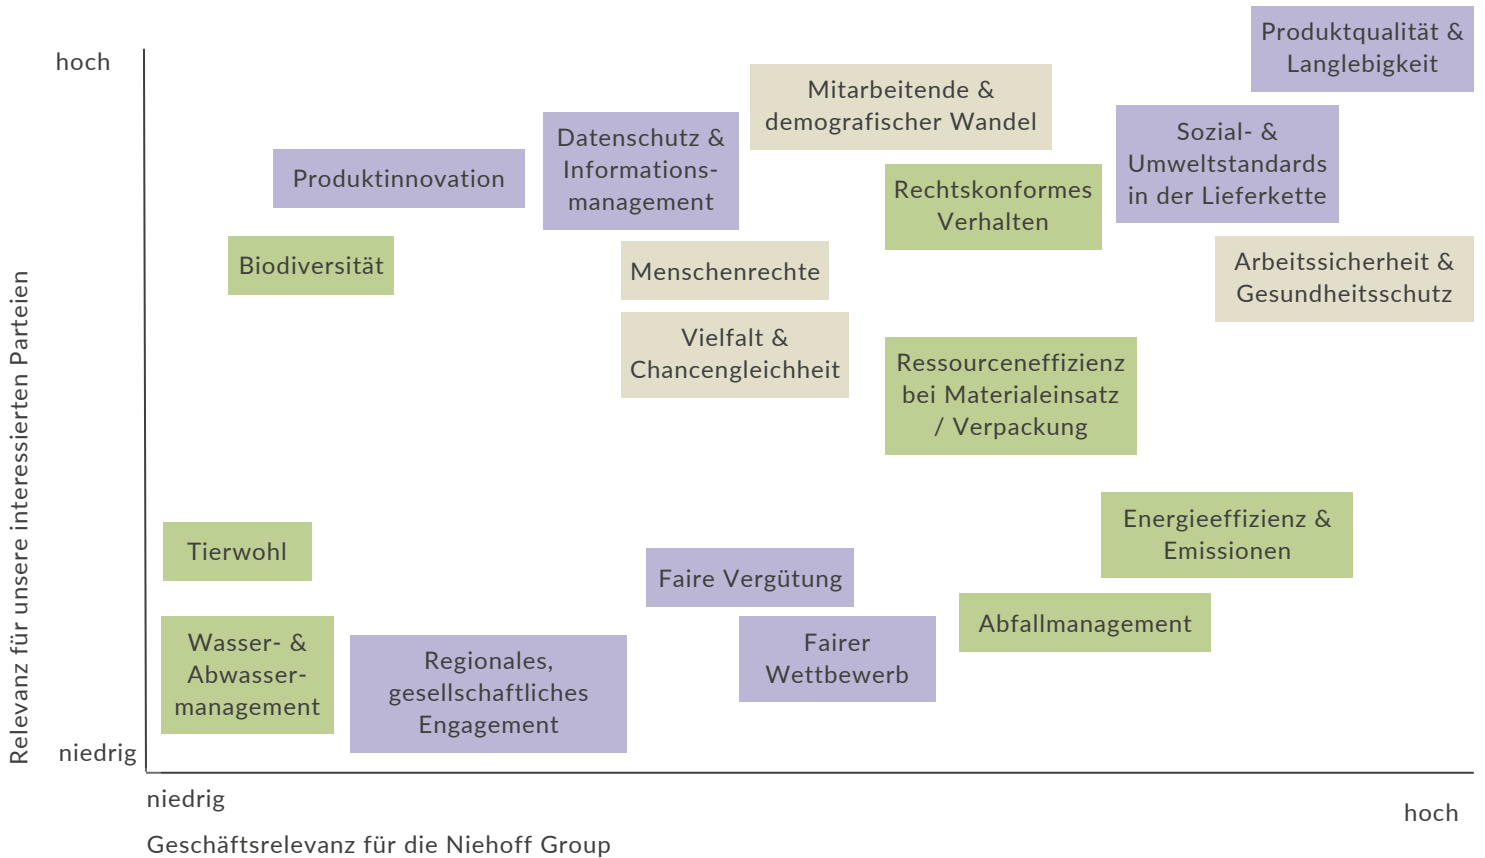 Produktqualität &
Langlebigkeit
hoch
Mitarbeitende &
demografischer Wandel
Sozial- &
Umweltstandards
in der Lieferkette
Datenschutz &
Informations-
management
Produktinnovation
Rechtskonformes
Verhalten
Biodiversität
Menschenrechte
Arbeitssicherheit &
Gesundheitsschutz
Vielfalt &
Chancengleichheit
Ressourceneffizienz
bei Materialeinsatz
/ Verpackung
Relevanz für unsere interessierten Parteien
Energieeffizienz &
Emissionen
Tierwohl
Faire Vergütung
Abfallmanagement
Wasser- &
Abwasser-
management
Regionales,
gesellschaftliches
Engagement
Fairer
Wettbewerb
niedrig
niedrig
hoch
Geschäftsrelevanz für die Niehoff Group